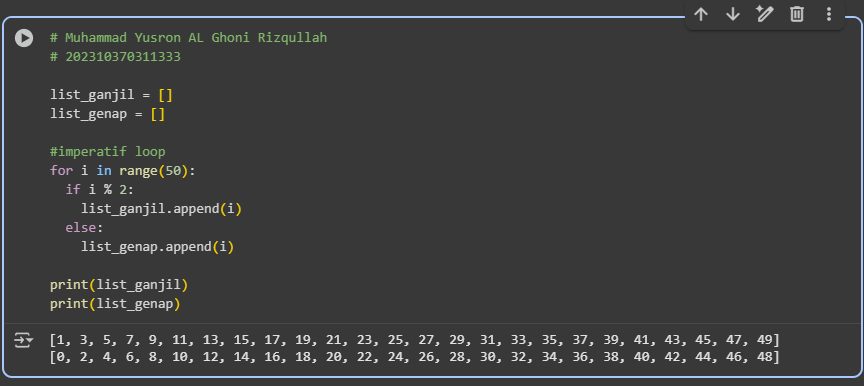 # Muhammad Yusron AL Ghoni Rizqullah
# 202310370311333
list_ganjil = []
list_genap = []
#imperatif loop
for i in range(50):
  if i % 2:
    list_ganjil.append(i)
  else:
    list_genap.append(i)
print(list_ganjil)
print(list_genap)
[1, 3, 5, 7, 9, 11, 13, 15, 17, 19, 21, 23, 25, 27, 29, 31, 33, 35, 37, 39, 41, 43, 45, 47, 49]
[0, 2, 4, 6, 8, 10, 12, 14, 16, 18, 20, 22, 24, 26, 28, 30, 32, 34, 36, 38, 40, 42, 44, 46, 48]